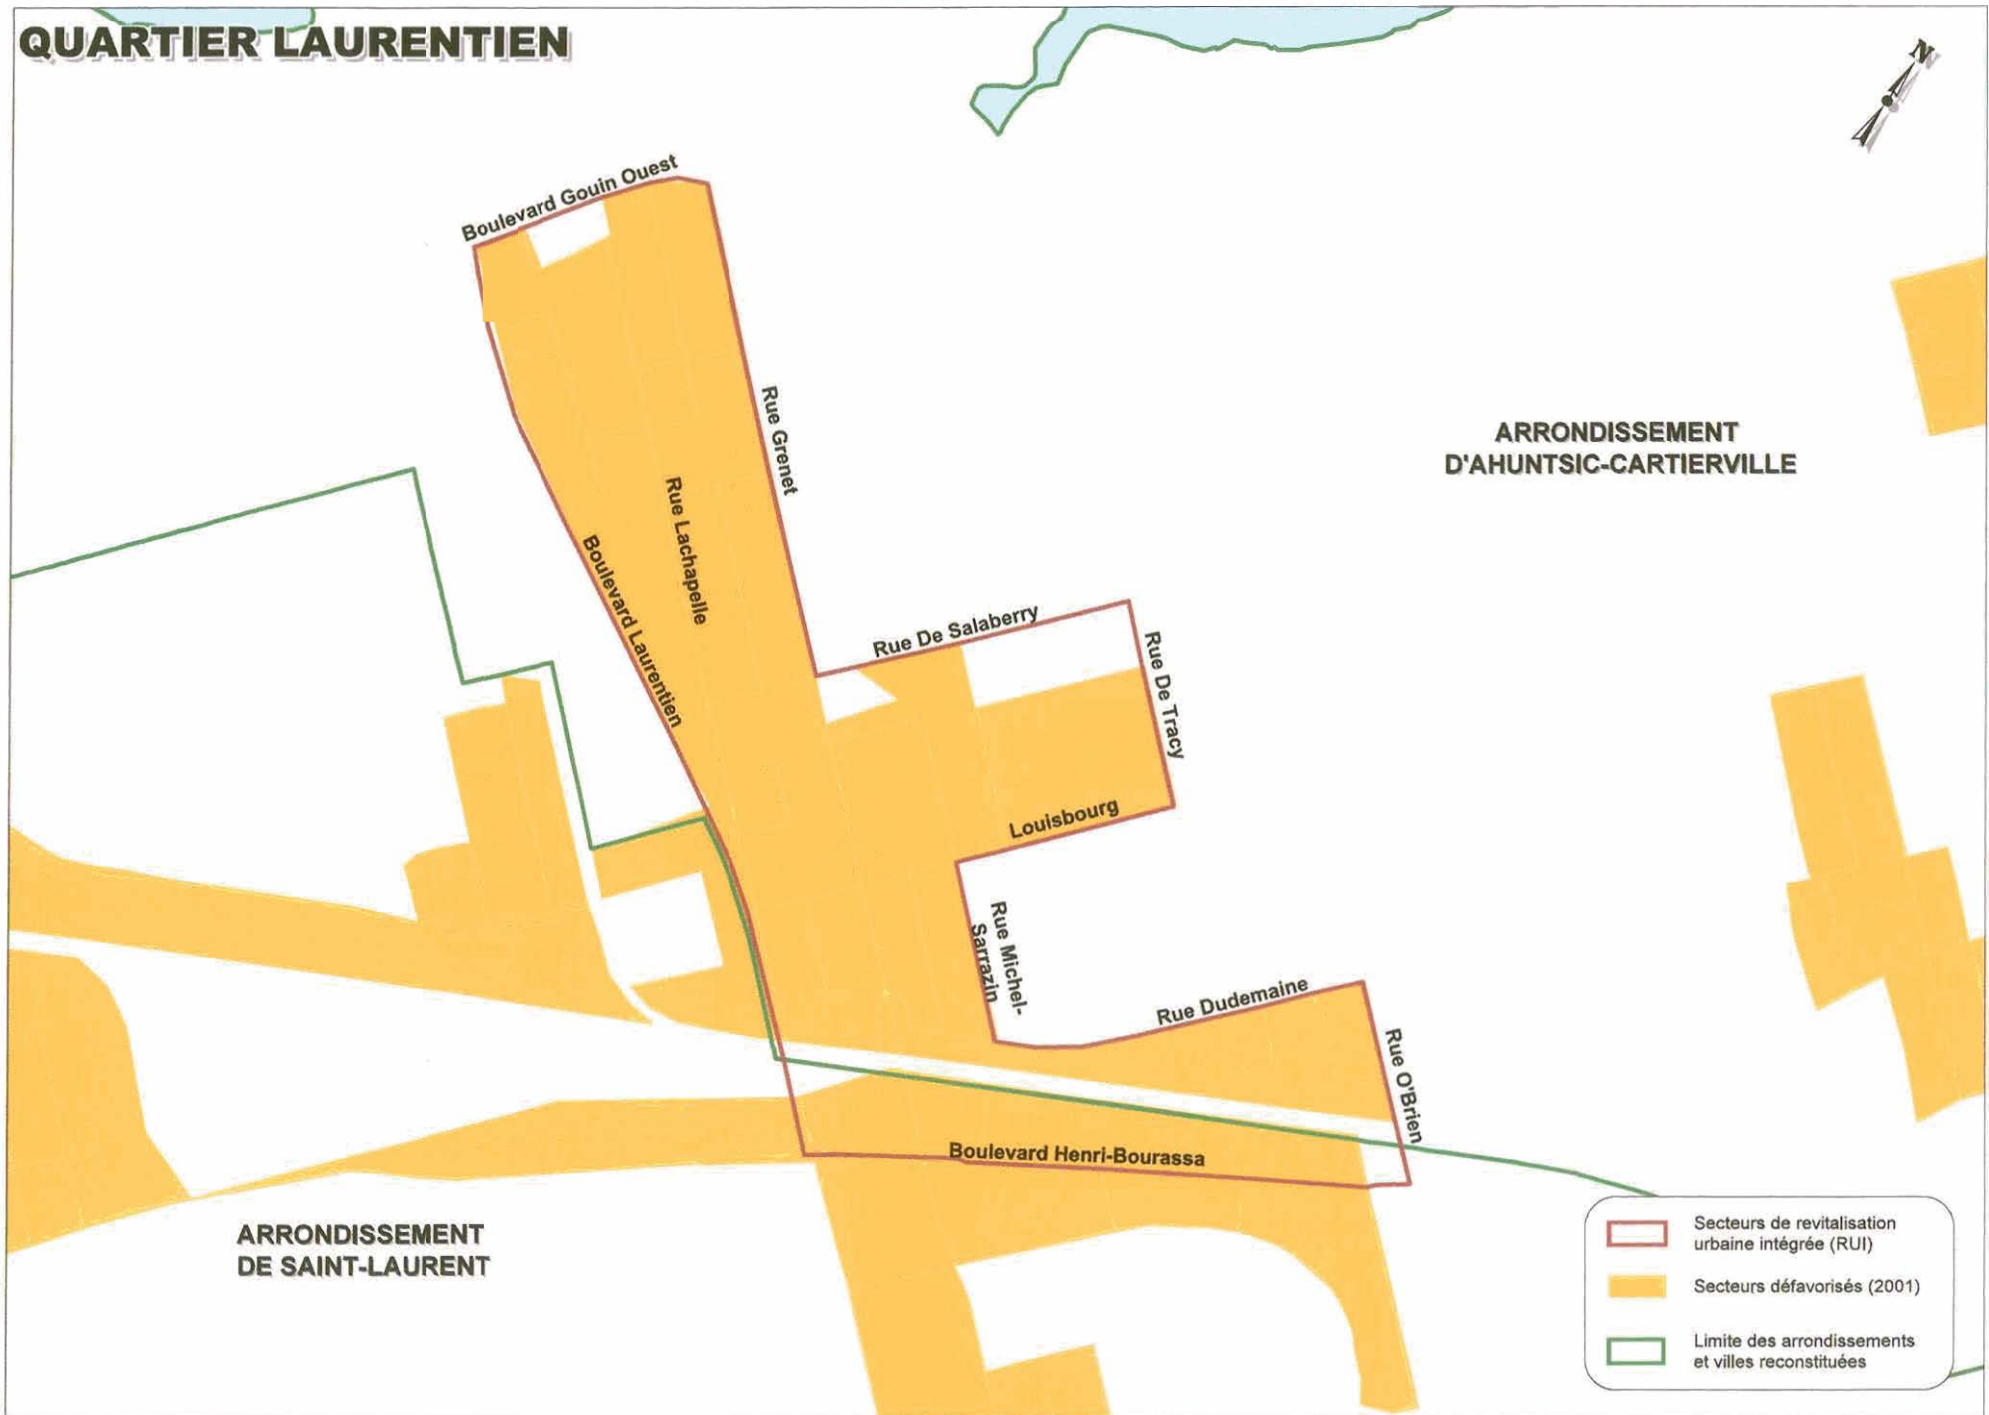 QUARTIER LAURENTIEN
N
Boulevard Gouin Ouest
Rue Grenet
Rue Lachapelle
Boulevard Laurentien
ARRONDISSEMENT
D'AHUNTSIC-CARTIERVILLE
Rue De Salaberry
Rue De Tracy
Louisbourg
Rue Michel-
Sarrazin
Rue Dudemaine
Rue O'Brien
Boulevard Henri-Bourassa
ARRONDISSEMENT
DE SAINT-LAURENT
Secteurs de revitalisation
urbaine intégrée (RUI)
Secteurs défavorisés (2001)
Limite des arrondissements
et villes reconstituées